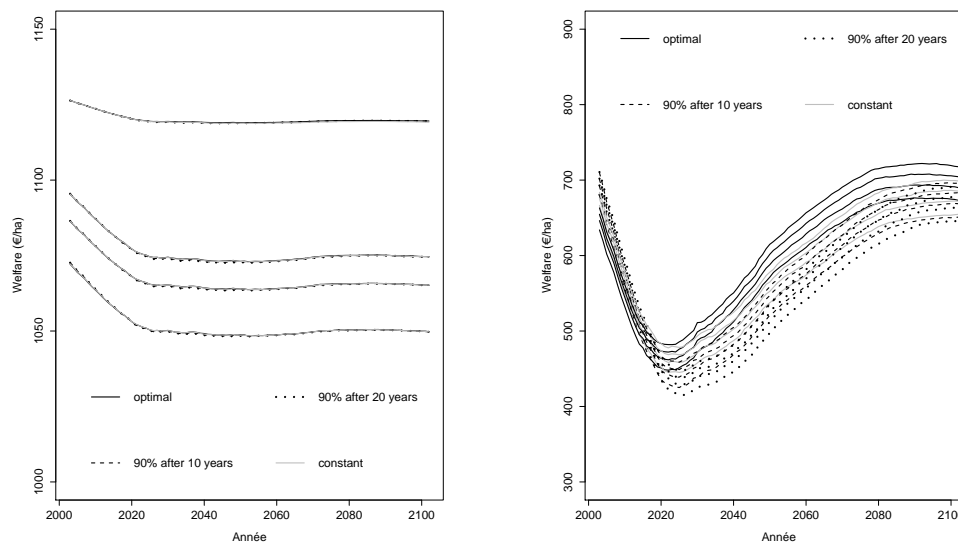 1150
1100
1050
1000
Welfare (€/ha)
optimal
90% after 20 years
90% after 10 years
constant
2000 2020 2040 2060 2080 2100
Année
900
800
700
600
500
400
300
Welfare (€/ha)
optimal
90% after 20 years
90% after 10 years
constant
2000 2020 2040 2060 2080
Année